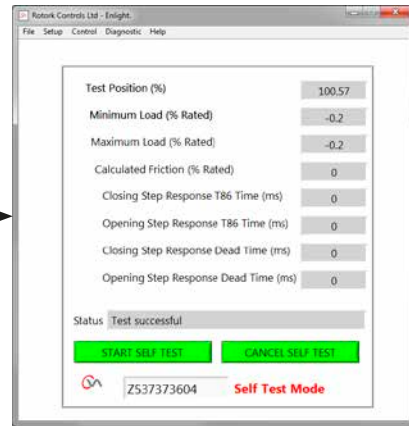 Rotork Controls Ltd - Enlight.
File Setup Control Diagnostic Help
Test Position (%) 100.57
Minimum Load (% Rated) -0.2
Maximum Load (% Rated) -0.2
Calculated Friction (% Rated) 0
Closing Step Response T86 Time (ms) 0
Opening Step Response T86 Time (ms) 0
Closing Step Response Dead Time (ms) 0
Opening Step Response Dead Time (ms) 0
Status Test successful
START SELF TEST CANCEL SELF TEST
Z537373604 Self Test Mode